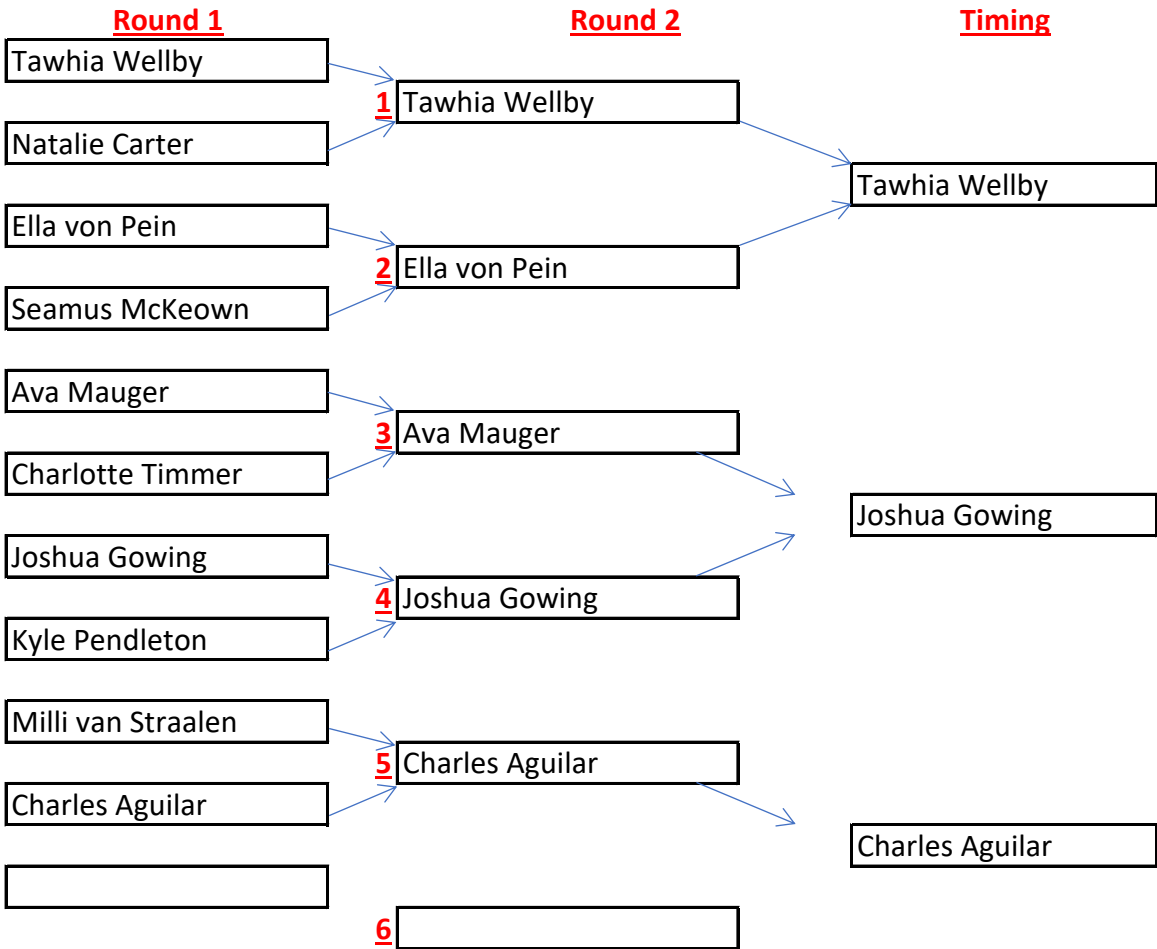 Round 1 Round 2 Timing
Tawhia Wellby
1 Tawhia Wellby
Natalie Carter
Tawhia Wellby
Ella von Pein
2 Ella von Pein
Seamus McKeown
Ava Mauger
3 Ava Mauger
Charlotte Timmer
Joshua Gowing
Joshua Gowing
4 Joshua Gowing
Kyle Pendleton
Milli van Straalen
5 Charles Aguilar
Charles Aguilar
Charles Aguilar
6